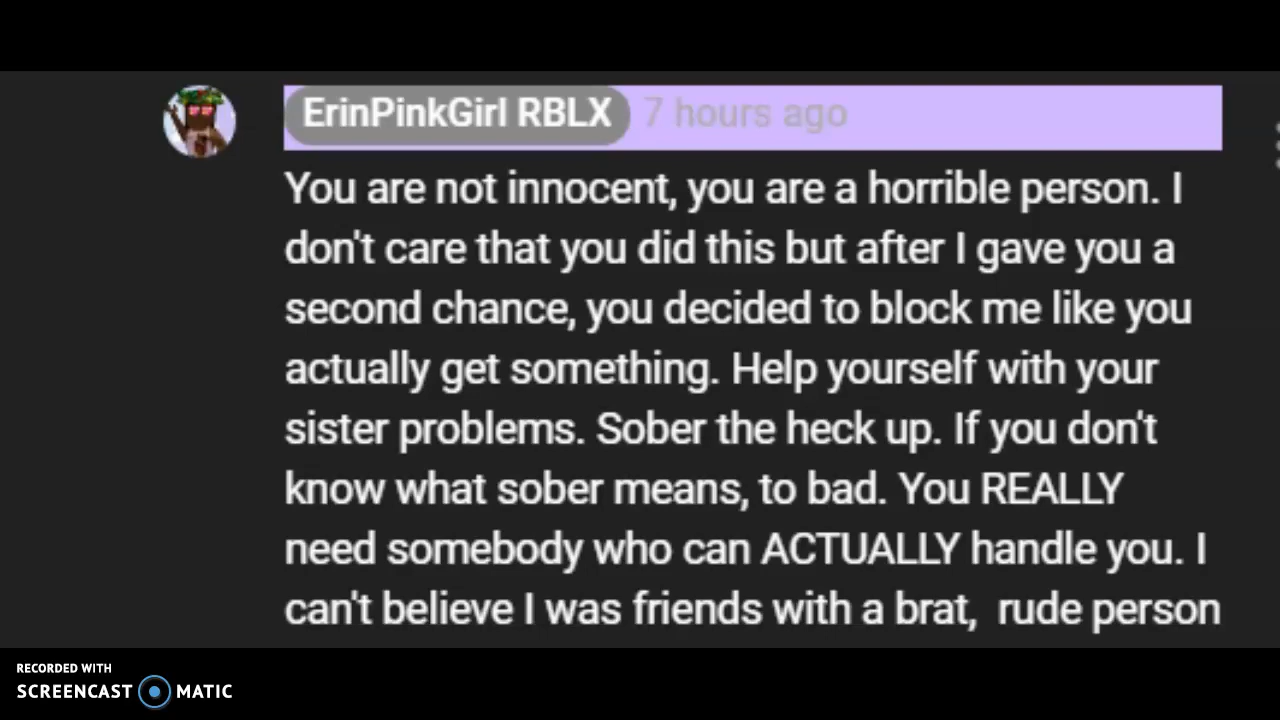 ErinPinkGirl RBLX 7 hours ago
You are not innocent, you are a horrible person. I
don't care that you did this but after I gave you a
second chance, you decided to block me like you
actually get something. Help yourself with your
sister problems. Sober the heck up. If you don't
know what sober means, to bad. You REALLY
need somebody who can ACTUALLY handle you. I
can't believe I was friends with a brat,  rude person
RECORDED WITH
SCREENCAST MATIC